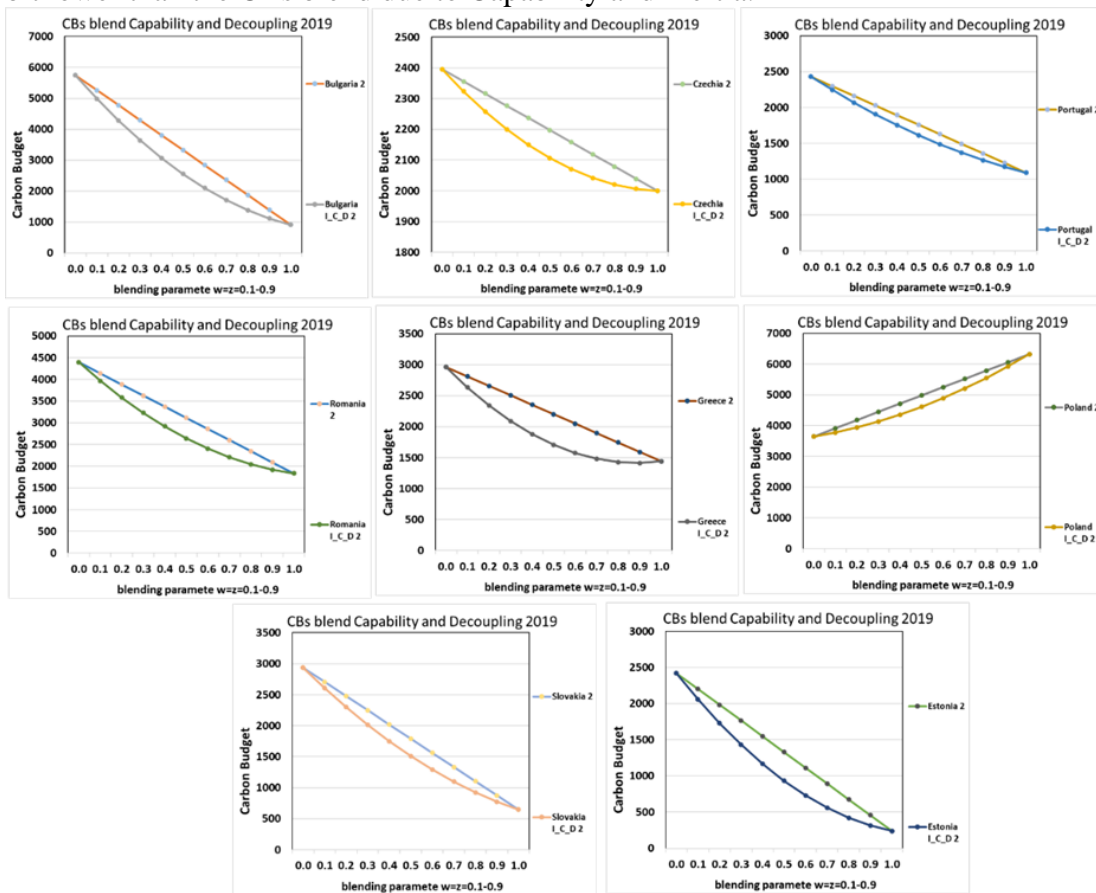 lower than the CBs blend due to Capability and Inertia.
CBs blend Capability and Decoupling 2019
7000
6000
5000
4000
3000
2000
1000
0
Carbon Budget
0.0 0.1 0.2 0.3 0.4 0.5 0.6 0.7 0.8 0.9 1.0
blending paramete w=z=0.1-0.9
Bulgaria 2
Bulgaria
I_C_D 2
CBs blend Capability and Decoupling 2019
2500
2400
2300
2200
2100
2000
1900
1800
Carbon Budget
0.0 0.1 0.2 0.3 0.4 0.5 0.6 0.7 0.8 0.9 1.0
blending paramete w=z=0.1-0.9
Czechia 2
Czechia
I_C_D 2
CBs blend Capability and Decoupling 2019
3000
2500
2000
1500
1000
500
0
Carbon Budget
0.0 0.1 0.2 0.3 0.4 0.5 0.6 0.7 0.8 0.9 1.0
blending paramete w=z=0.1-0.9
Portugal 2
Portugal
I_C_D 2
CBs blend Capability and Decoupling 2019
5000
4500
4000
3500
3000
2500
2000
1500
1000
500
0
Carbon Budget
0.0 0.1 0.2 0.3 0.4 0.5 0.6 0.7 0.8 0.9 1.0
blending paramete w=z=0.1-0.9
Romania
2
Romania
I_C_D 2
CBs blend Capability and Decoupling 2019
3500
3000
2500
2000
1500
1000
500
0
Carbon Budget
0.0 0.1 0.2 0.3 0.4 0.5 0.6 0.7 0.8 0.9 1.0
blending paramete w=z=0.1-0.9
Greece 2
Greece
I_C_D 2
CBs blend Capability and Decoupling 2019
7000
6000
5000
4000
3000
2000
1000
0
Carbon Budget
0.0 0.1 0.2 0.3 0.4 0.5 0.6 0.7 0.8 0.9 1.0
blending paramete w=z=0.1-0.9
Poland 2
Poland
I_C_D 2
CBs blend Capability and Decoupling 2019
3500
3000
2500
2000
1500
1000
500
0
Carbon Budget
0.0 0.1 0.2 0.3 0.4 0.5 0.6 0.7 0.8 0.9 1.0
blending paramete w=z=0.1-0.9
Slovakia 2
Slovakia
I_C_D 2
CBs blend Capability and Decoupling 2019
3000
2500
2000
1500
1000
500
0
Carbon Budget
0.0 0.1 0.2 0.3 0.4 0.5 0.6 0.7 0.8 0.9 1.0
blending paramete w=z=0.1-0.9
Estonia 2
Estonia
I_C_D 2